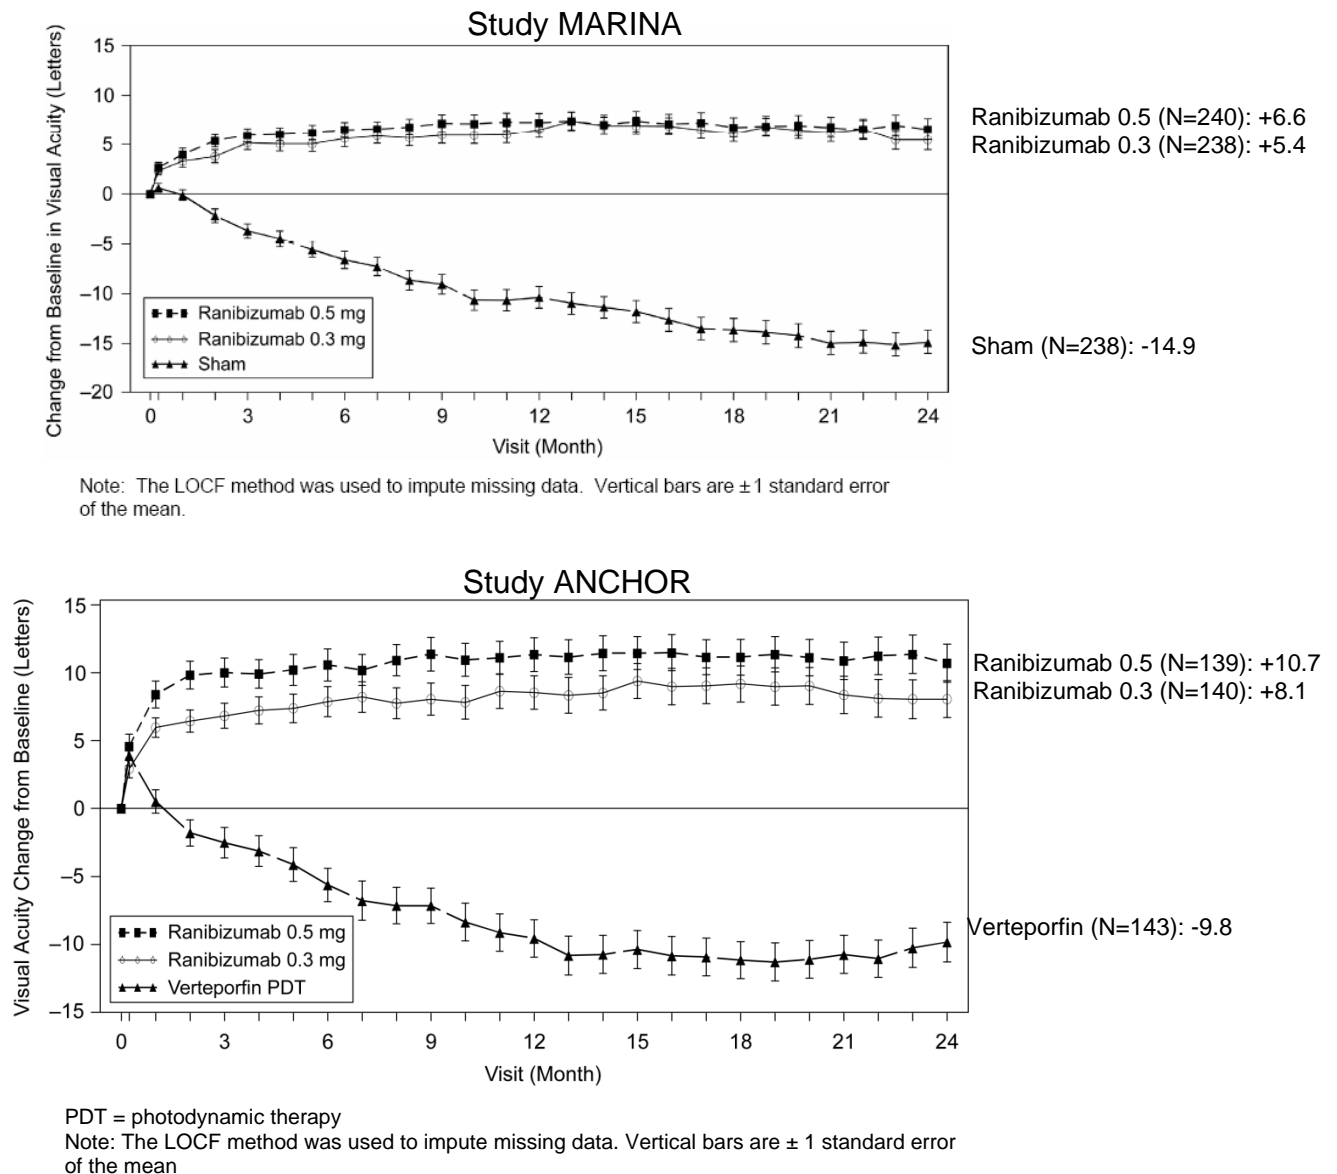 Study MARINA
Change from Baseline in Visual Acuity (Letters)
15
10
5
0
−5
−10
−15
−20
Ranibizumab 0.5 mg
Ranibizumab 0.3 mg
Sham
0 3 6 9 12 15 18 21 24
Visit (Month)
Ranibizumab 0.5 (N=240): +6.6
Ranibizumab 0.3 (N=238): +5.4
Sham (N=238): -14.9
Note: The LOCF method was used to impute missing data. Vertical bars are ±1 standard error
of the mean.
Study ANCHOR
Visual Acuity Change from Baseline (Letters)
15
10
5
0
−5
−10
−15
Ranibizumab 0.5 mg
Ranibizumab 0.3 mg
Verteporfin PDT
0 3 6 9 12 15 18 21 24
Visit (Month)
Ranibizumab 0.5 (N=139): +10.7
Ranibizumab 0.3 (N=140): +8.1
Verteporfin (N=143): -9.8
PDT = photodynamic therapy
Note: The LOCF method was used to impute missing data. Vertical bars are ± 1 standard error
of the mean